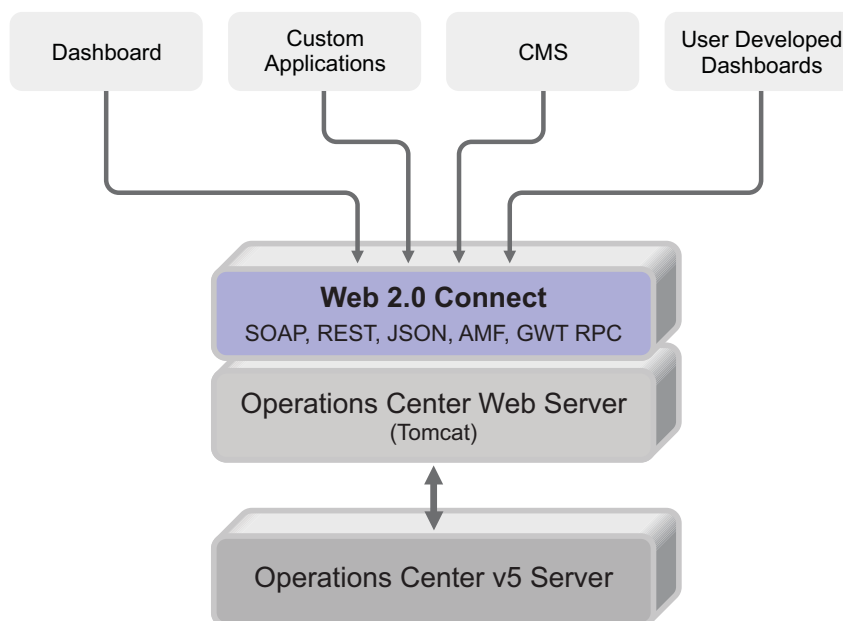 Dashboard
Custom
Applications
CMS
User Developed
Dashboards
Web 2.0 Connect
SOAP, REST, JSON, AMF, GWT RPC
Operations Center Web Server
(Tomcat)
Operations Center v5 Server